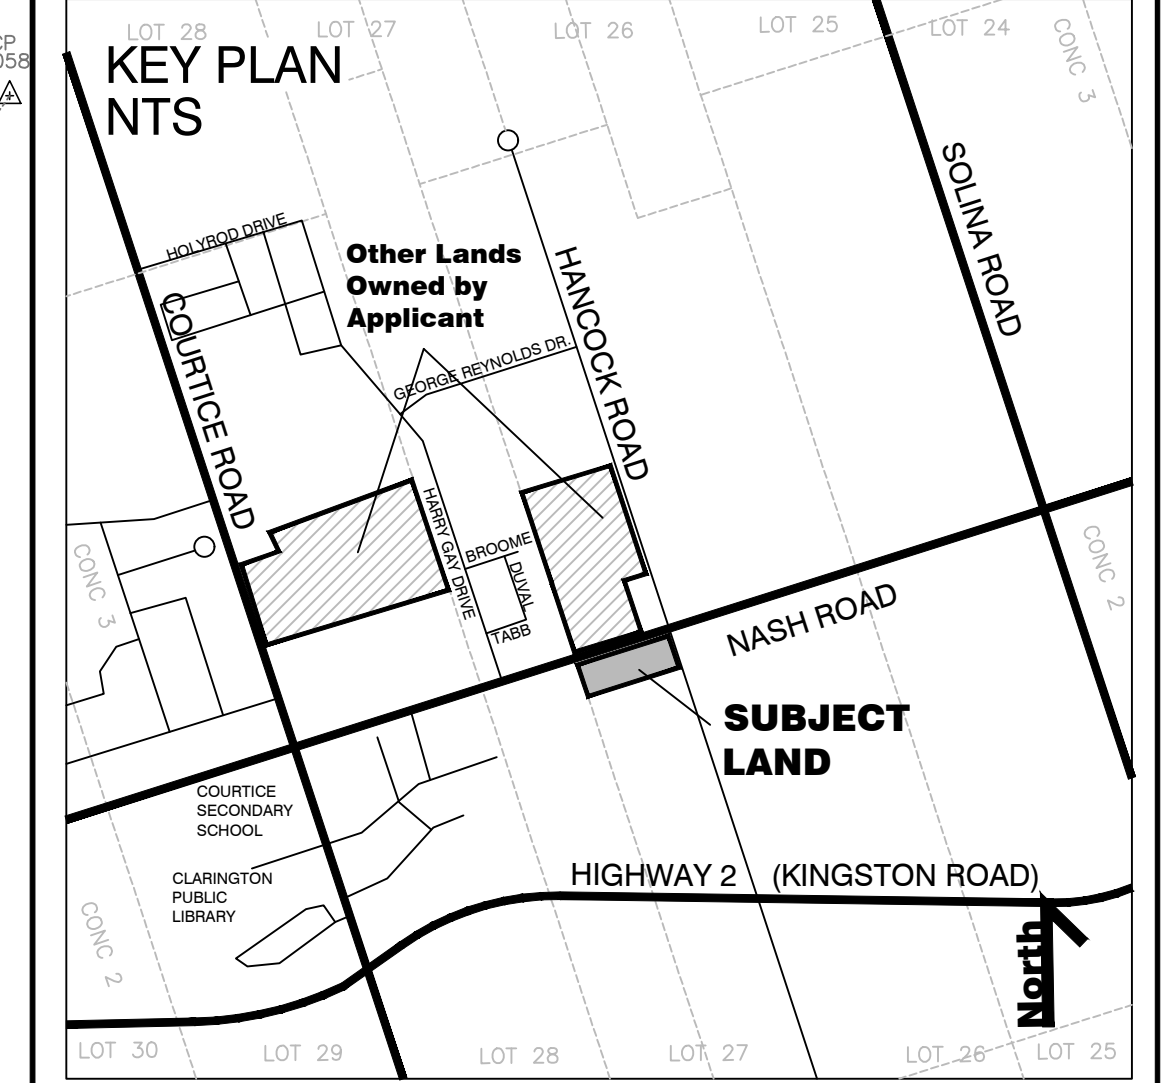 LOT 28
LOT 27
LOT 26
LOT 25
LOT 24
CP
058
KEY PLAN
NTS
CONC 3
SOLINA ROAD
HOLYROD DRIVE
Other Lands
Owned by
Applicant
HANCOCK ROAD
COURTICE ROAD
GEORGE REYNOLDS DR.
HARRY GAY DRIVE
BROOME
DUVAL
TABB
CONC 3
CONC 2
NASH ROAD
SUBJECT
LAND
COURTICE
SECONDARY
SCHOOL
CLARINGTON
PUBLIC
LIBRARY
HIGHWAY 2 (KINGSTON ROAD)
CONC 2
North
LOT 30
LOT 29
LOT 28
LOT 27
LOT 26
LOT 25